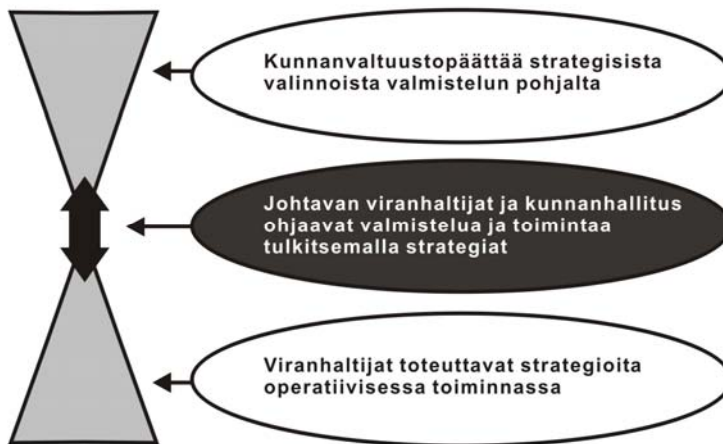 Kunnanvaltuustopäättää strategisista
valinnoista valmistelun pohjalta
Johtavan viranhaltijat ja kunnanhallitus
ohjaavat valmistelua ja toimintaa
tulkitsemalla strategiat
Viranhaltijat toteuttavat strategioita
operatiivisessa toiminnassa